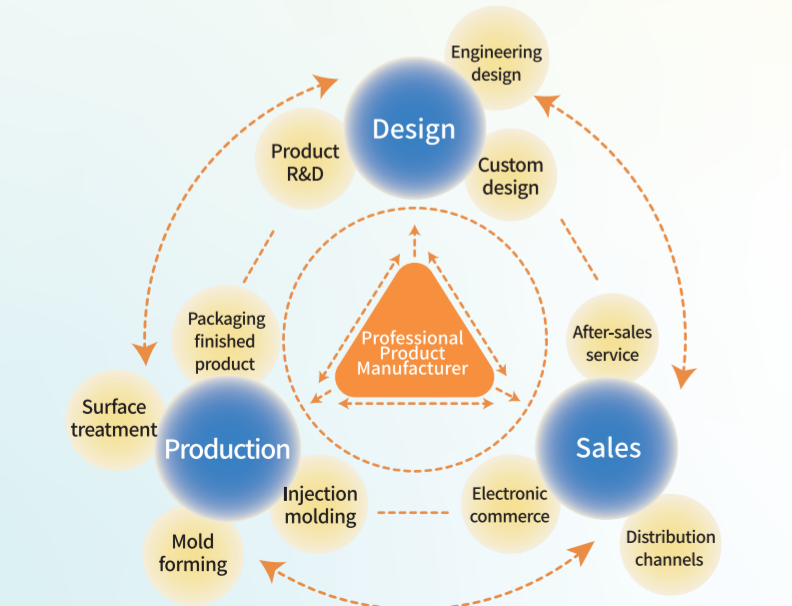 Engineering
design
Design
Product
R&D
Custom
design
Packaging
finished
product
Professional
Product
Manufacturer
After-sales
service
Surface
treatment
Production
Sales
Injection
molding
Electronic
commerce
Mold
forming
Distribution
channels